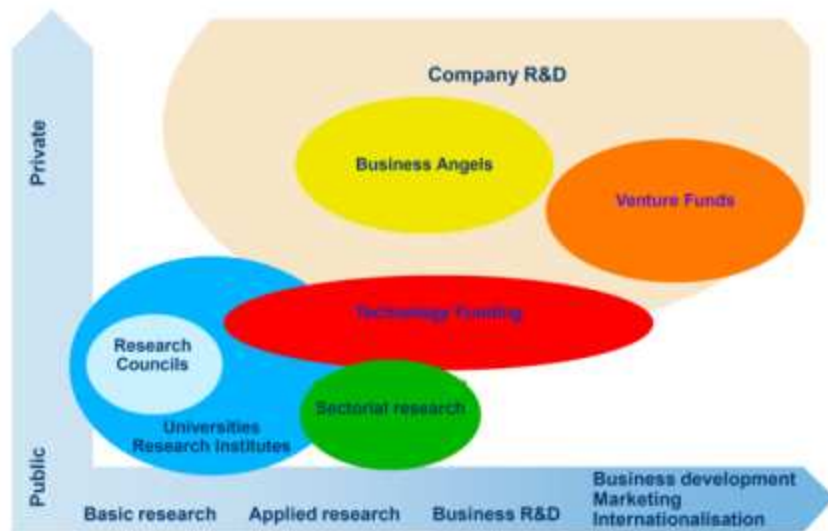 Company R&D
Private
Business Angels
Venture Funds
Technology Funding
Research
Councils
Sectorial research
Universities
Research Institutes
Public
Business development
Marketing
Internationalisation
Basic research
Applied research
Business R&D